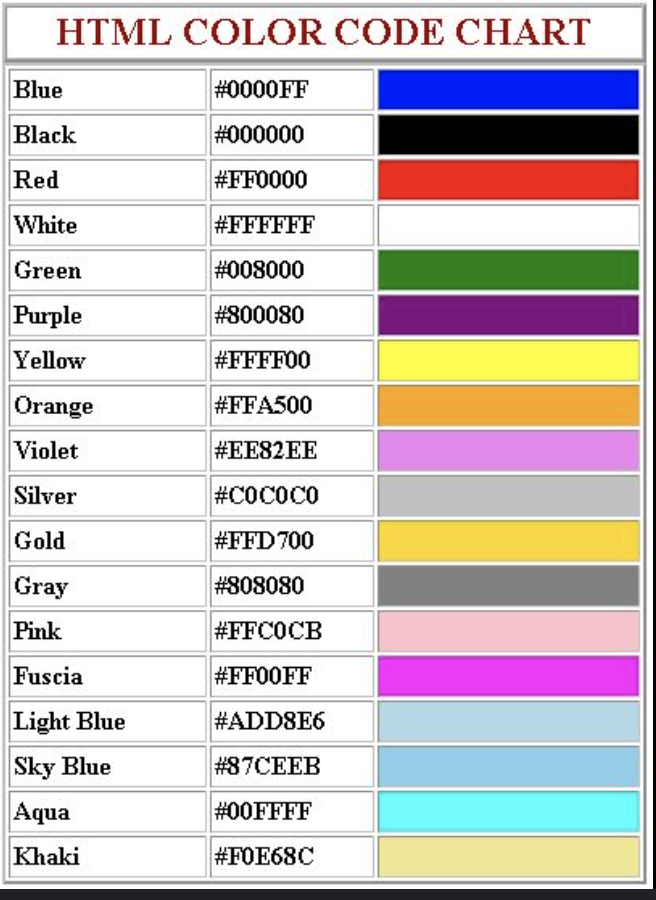 HTML COLOR CODE CHART
Blue #0000FF
Black #000000
Red #FF0000
White #FFFFFF
Green #008000
Purple #800080
Yellow #FFFF00
Orange #FFA500
Violet #EE82EE
Silver #C0C0C0
Gold #FFD700
Gray #808080
Pink #FFC0CB
Fuscia #FF00FF
Light Blue #ADD8E6
Sky Blue #87CEEB
Aqua #00FFFF
Khaki #F0E68C